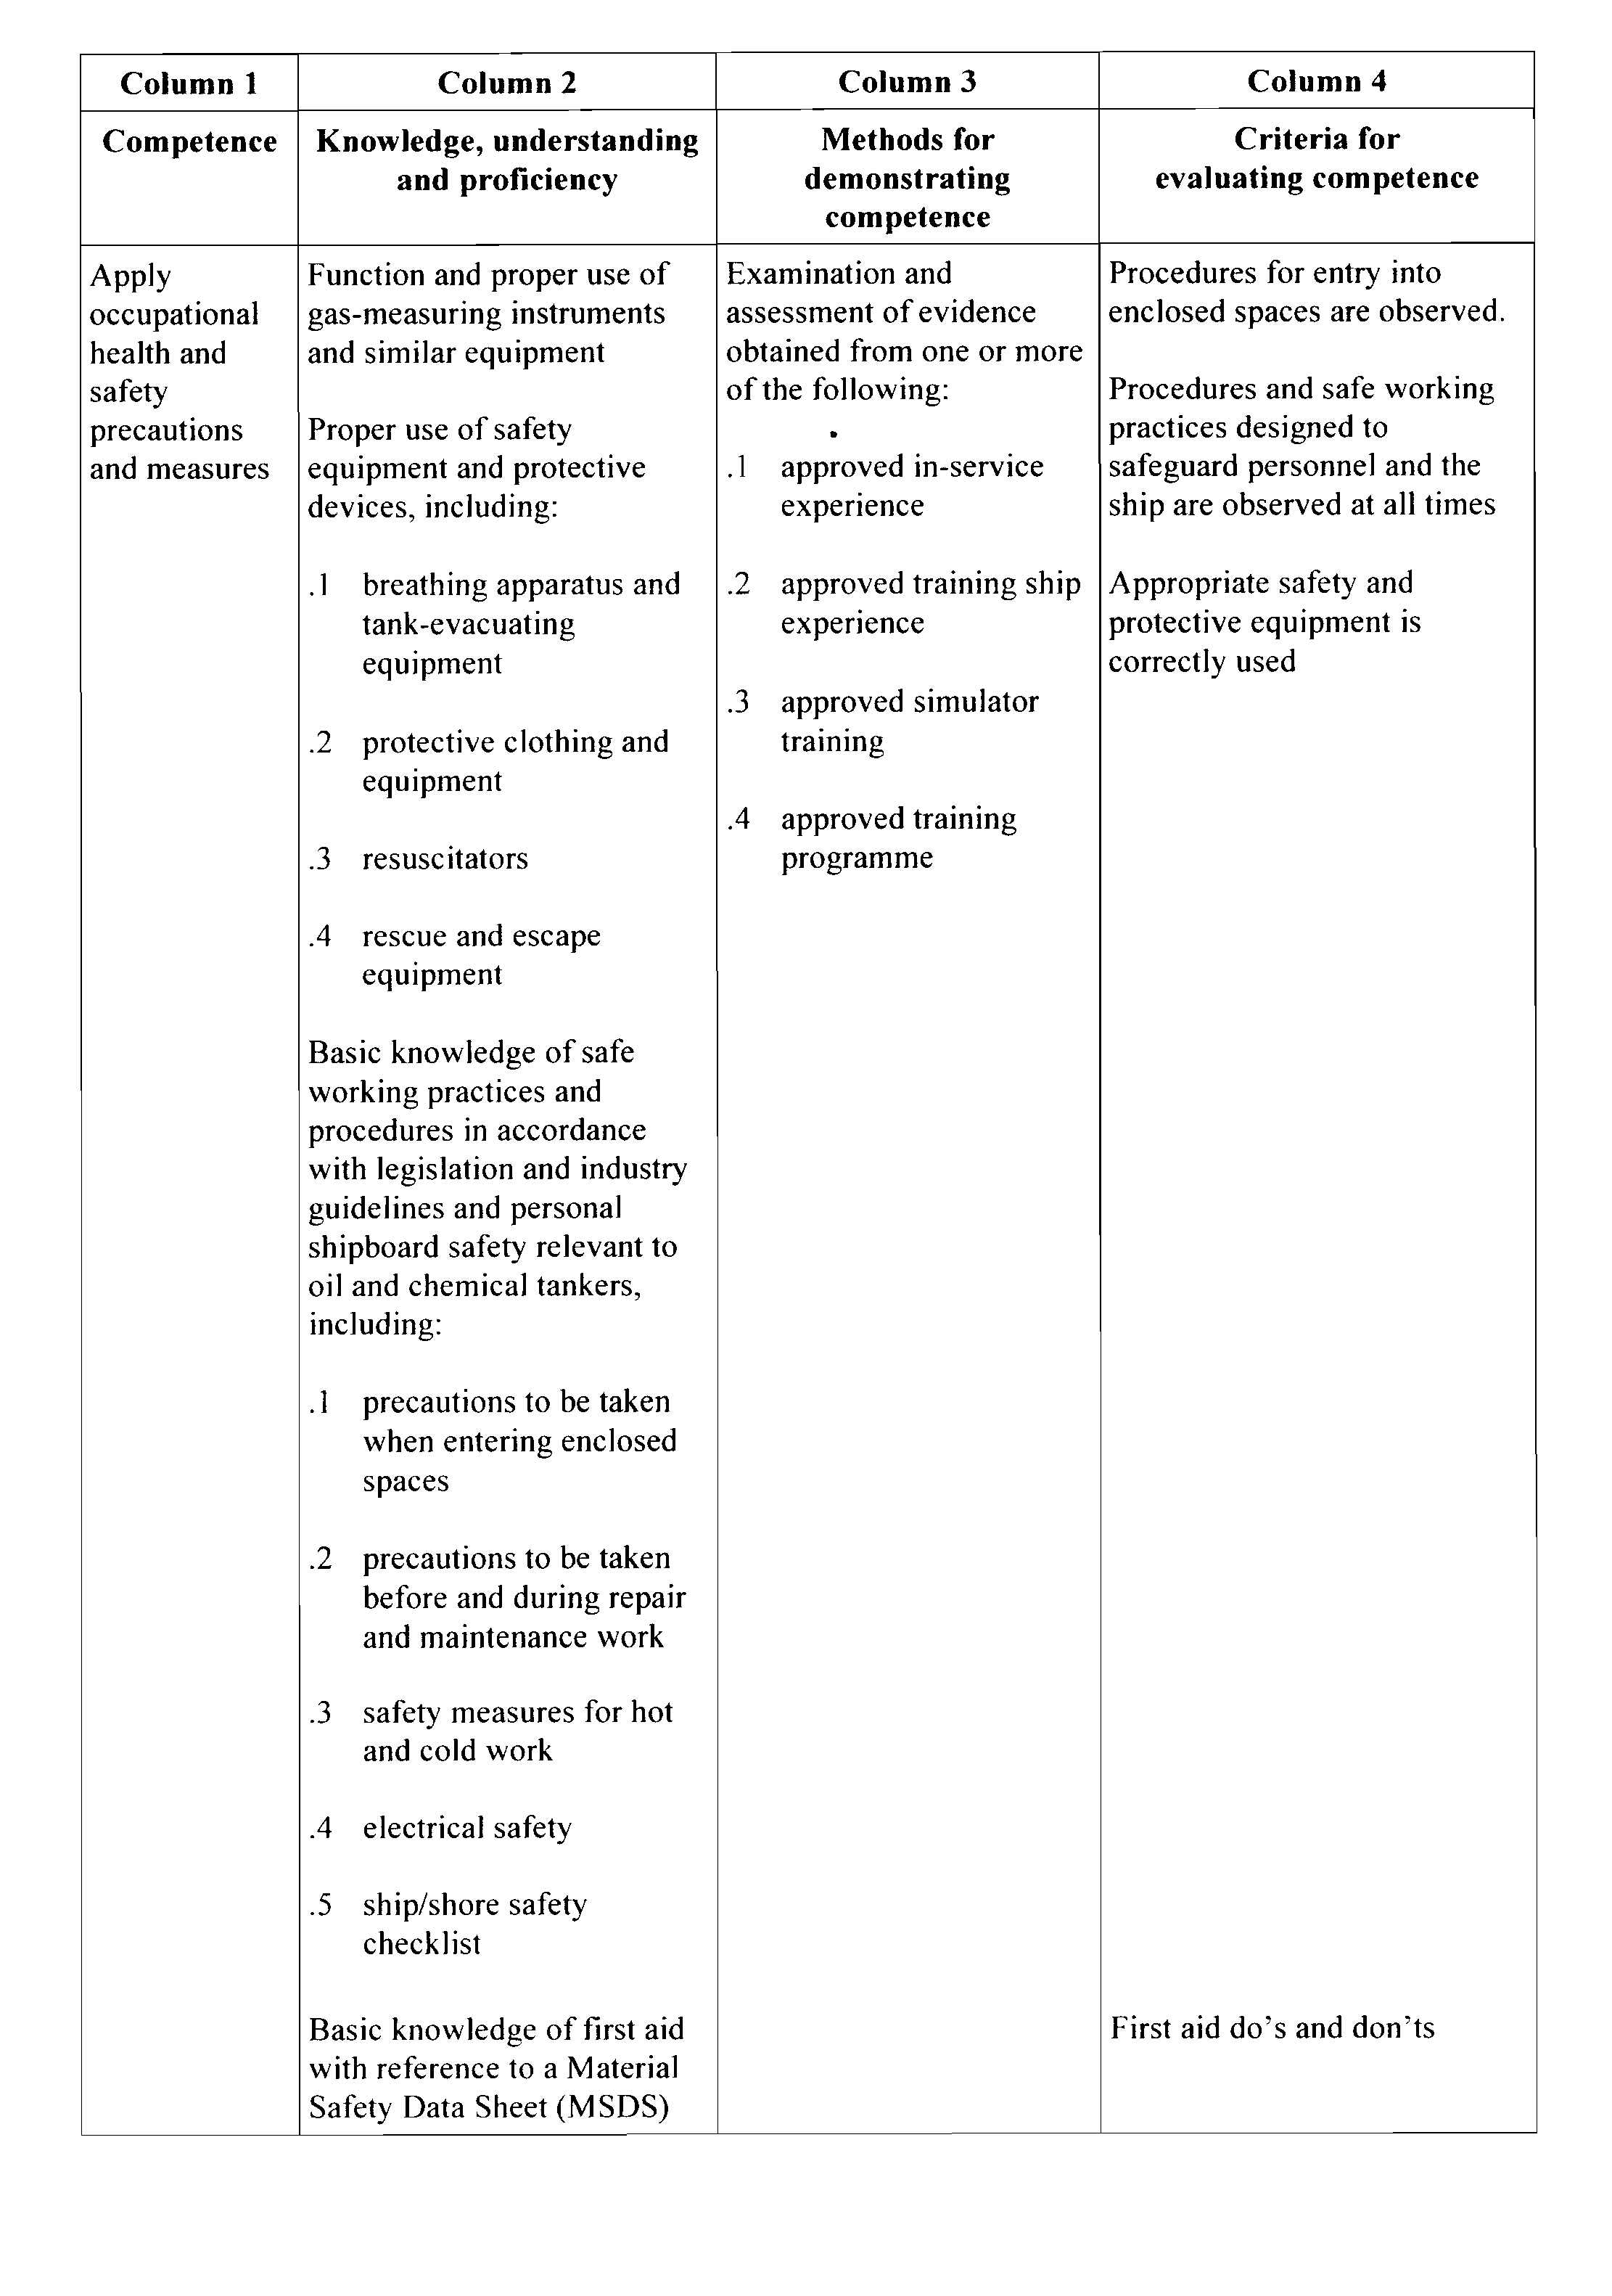 Column 1
Column 2
Column 3
Column 4
Competence
Knowledge, understanding
and proficiency
Methods for
demonstrating
competence
Criteria for
evaluating competence
Apply
occupational
health and
safety
precautions
and measures
Function and proper use of
gas-measuring instruments
and similar equipment
Proper use of safety
equipment and protective
devices, including:
.1 breathing apparatus and
tank-evacuating
equipment
.2 protective clothing and
equipment
.3 resuscitators
.4 rescue and escape
equipment
Basic knowledge of safe
working practices and
procedures in accordance
with legislation and industry
guidelines and personal
shipboard safety relevant to
oil and chemical tankers,
including:
.1 precautions to be taken
when entering enclosed
spaces
.2 precautions to be taken
before and during repair
and maintenance work
.3 safety measures for hot
and cold work
.4 electrical safety
.5 ship/shore safety
checklist
Basic knowledge of first aid
with reference to a Material
Safety Data Sheet (MSDS)
Examination and
assessment of evidence
obtained from one or more
of the following:
.1 approved in-service
experience
.2 approved training ship
experience
.3 approved simulator
training
.4 approved training
programme
Procedures for entry into
enclosed spaces are observed.
Procedures and safe working
practices designed to
safeguard personnel and the
ship are observed at all times
Appropriate safety and
protective equipment is
correctly used
First aid do's and don'ts